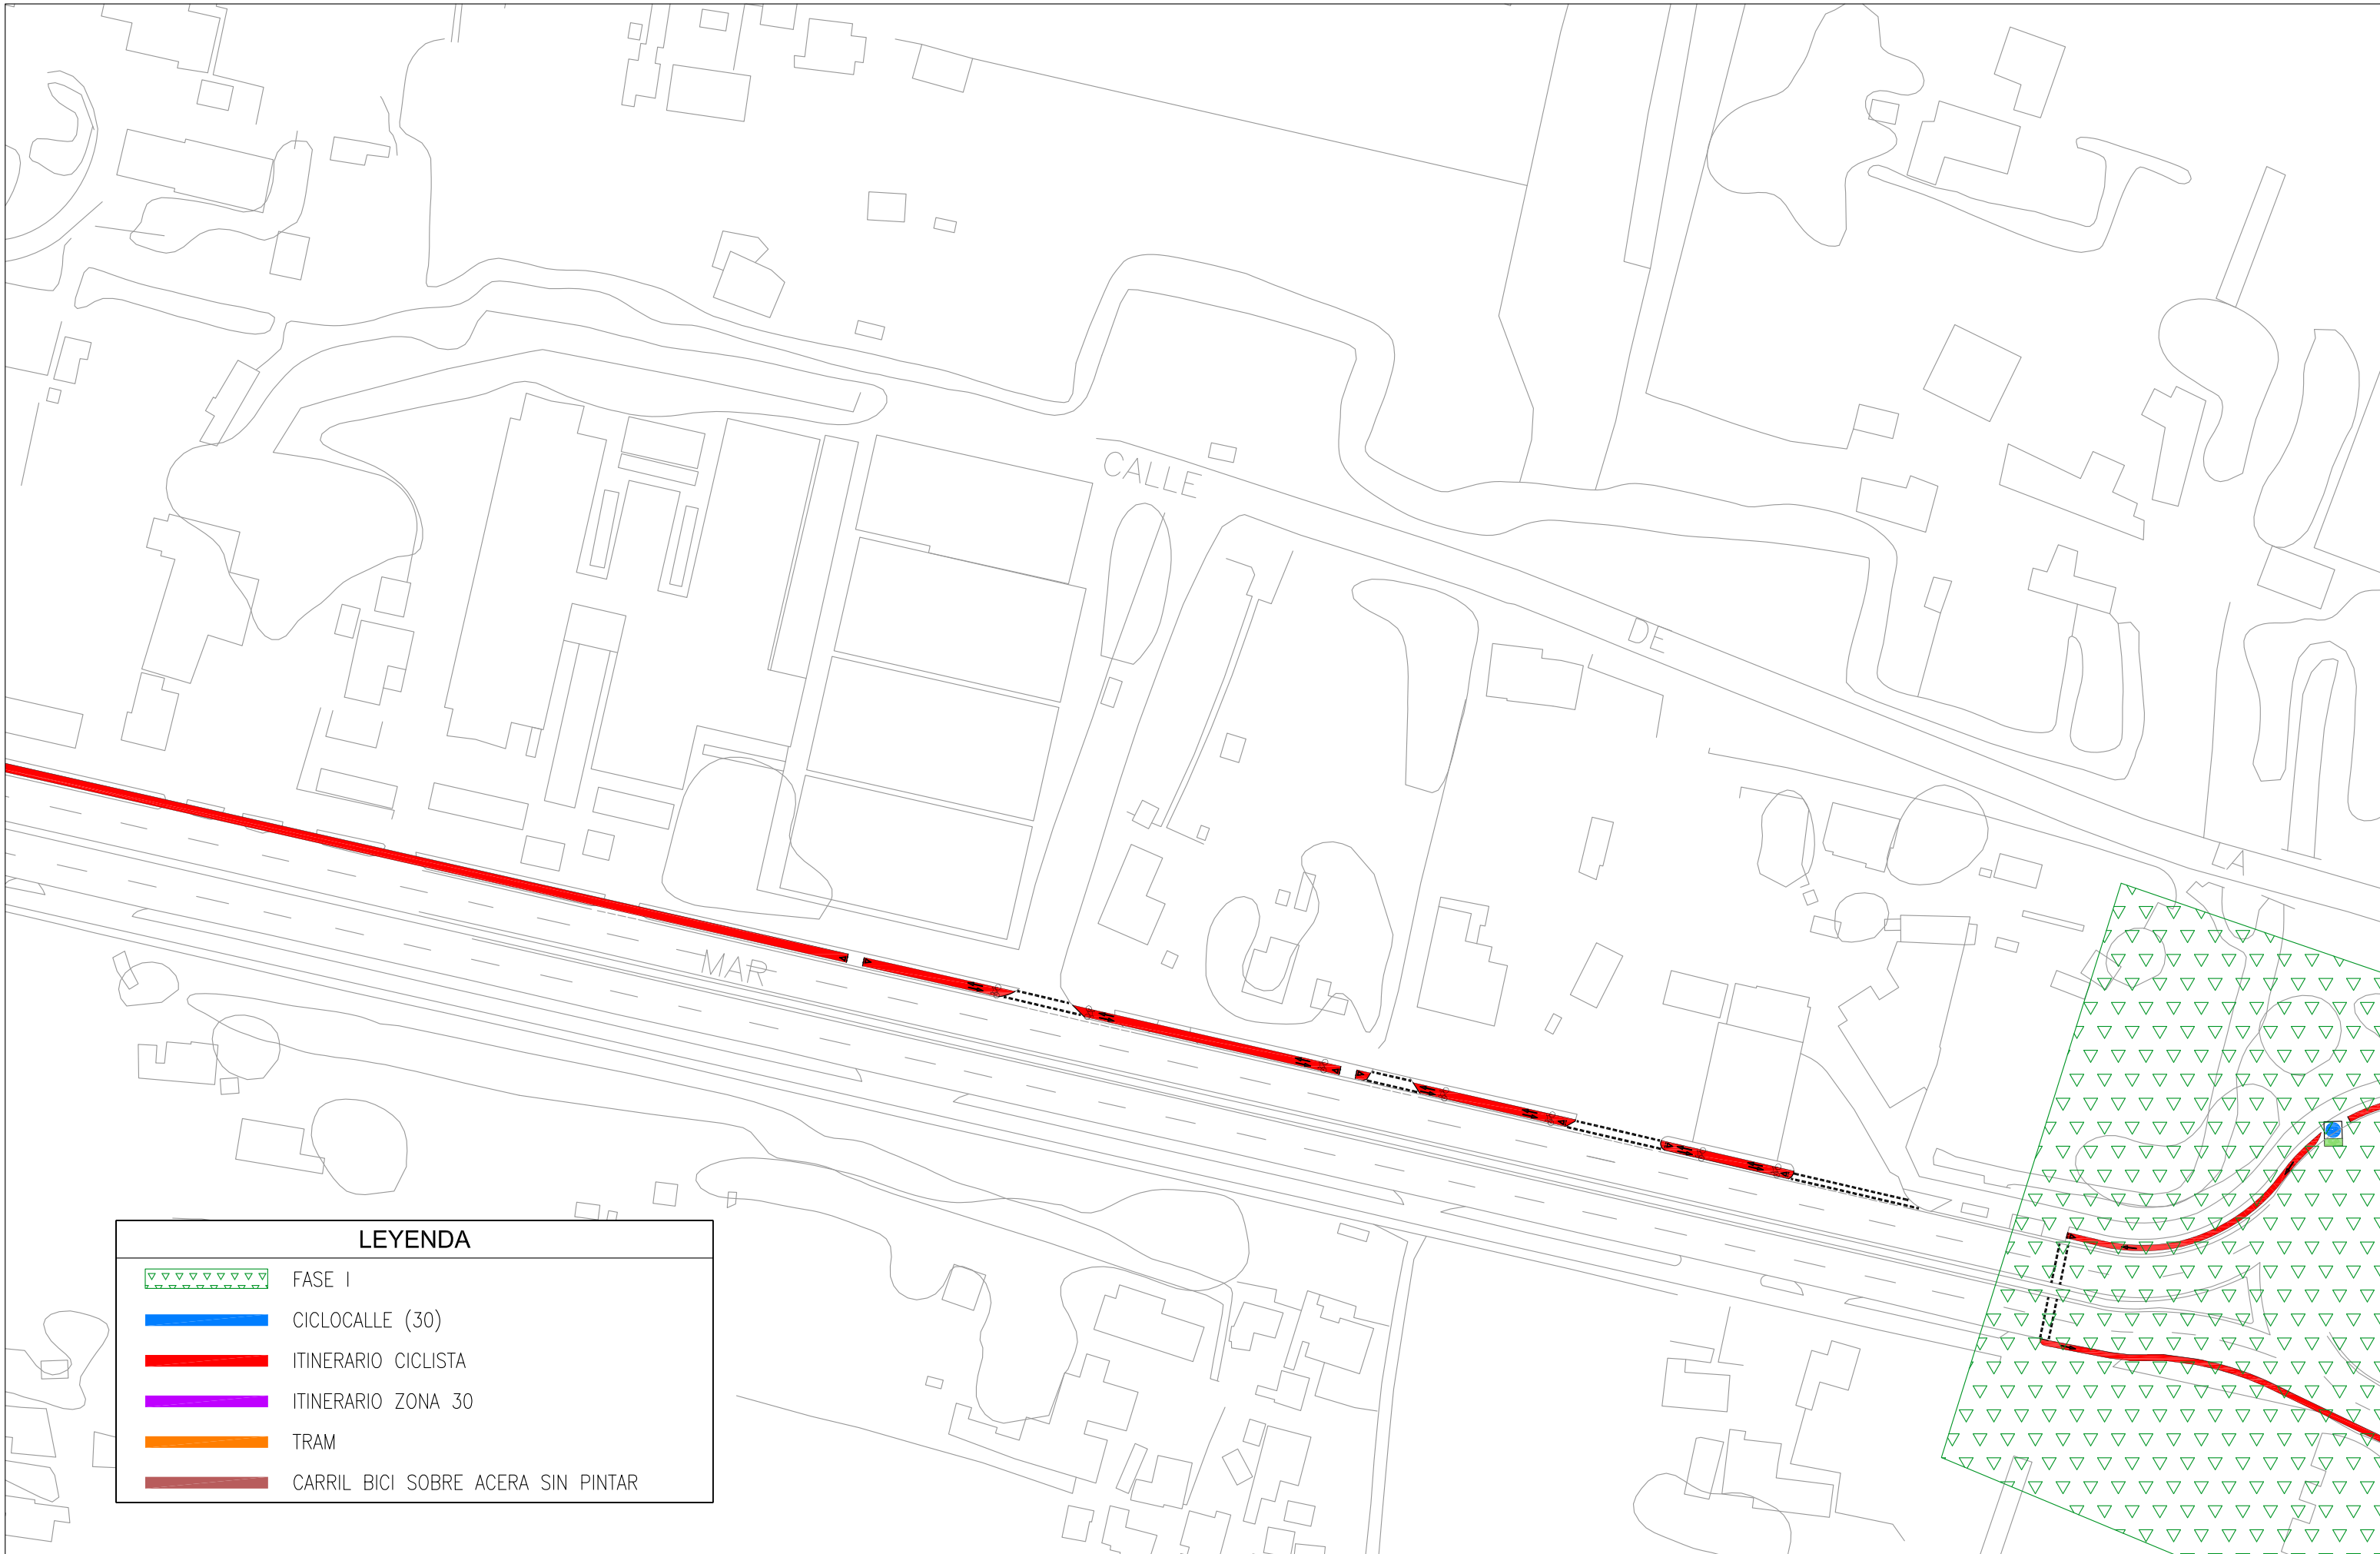 CALLE
DE
LA
MAR
LEYENDA
FASE I
CICLOCALLE (30)
ITINERARIO CICLISTA
ITINERARIO ZONA 30
TRAM
CARRIL BICI SOBRE ACERA SIN PINTAR